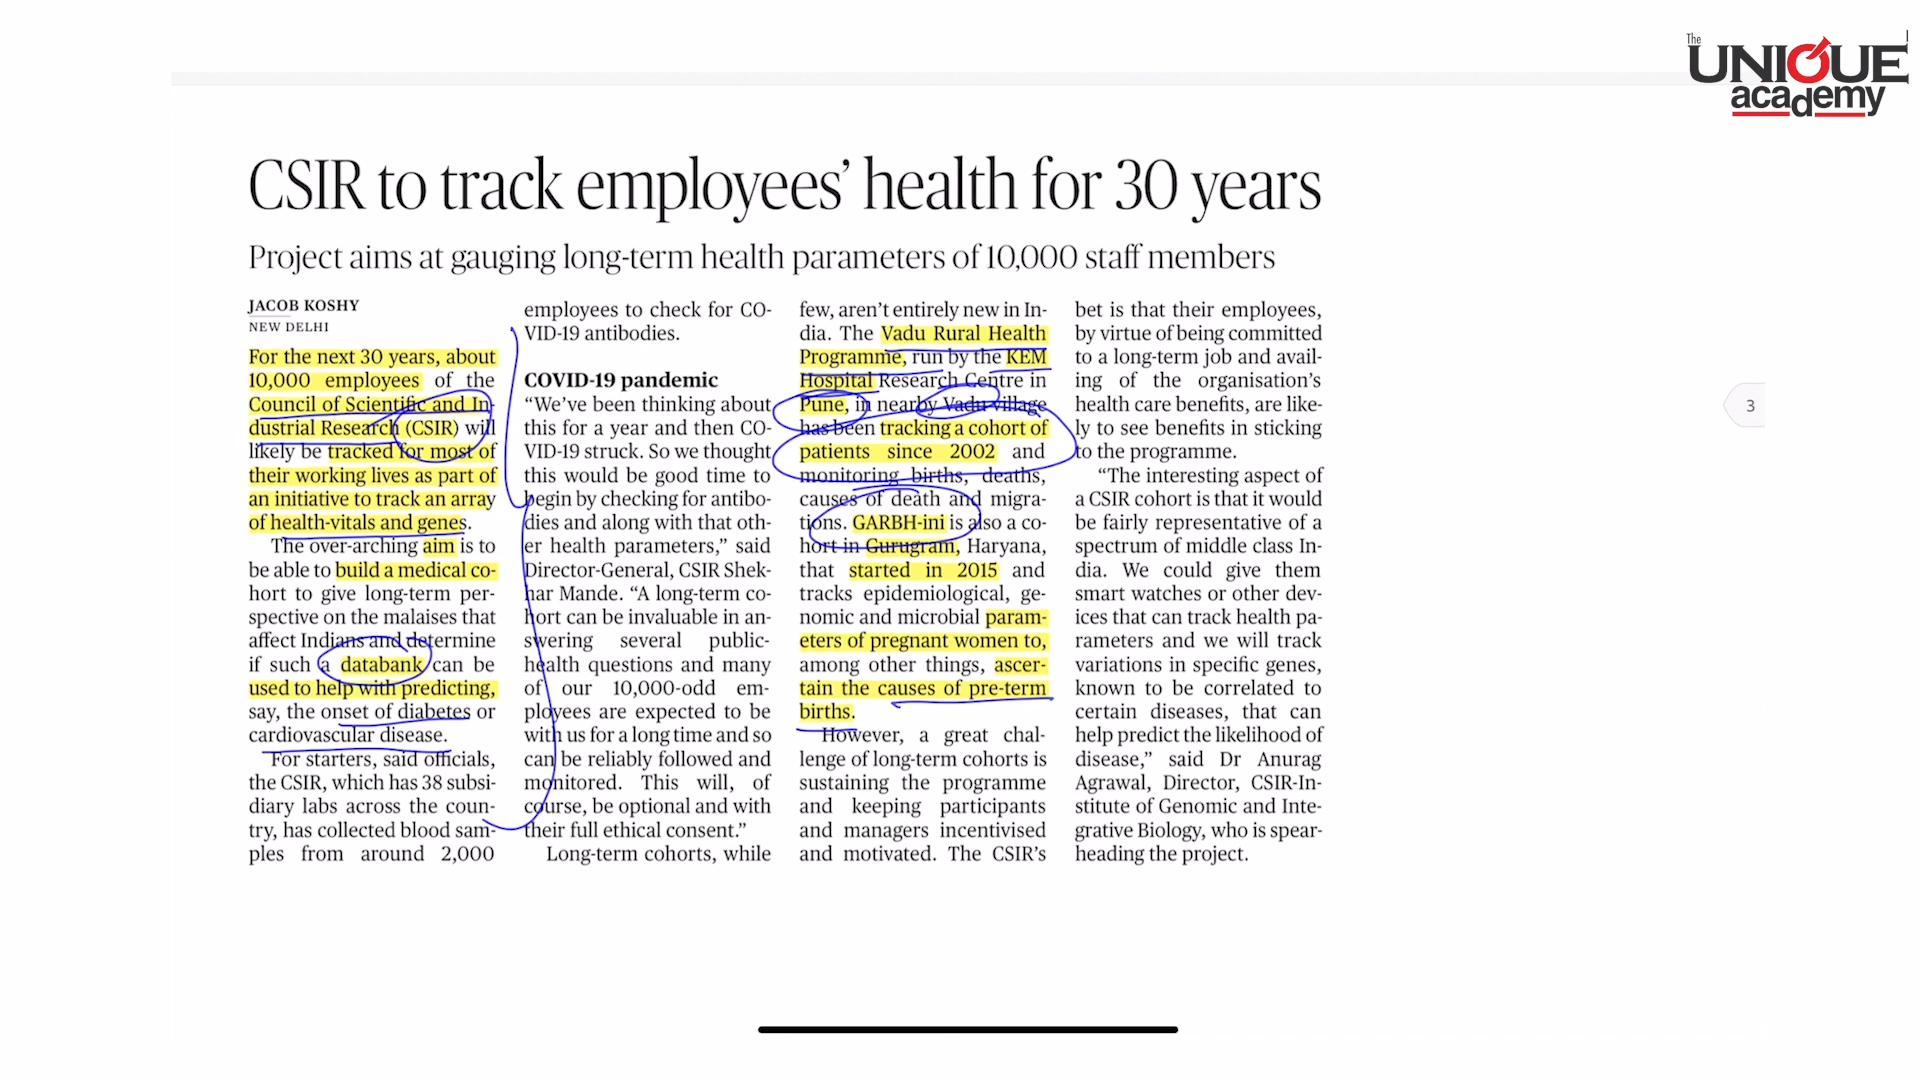 The
UNIQUE
academy
CSIR to track employees’ health for 30 years
Project aims at gauging long-term health parameters of 10,000 staff members
JACOB KOSHY
NEW DELHI
For the next 30 years, about
10,000 employees of the
Council of Scientific and In-
dustrial Research (CSIR) will
likely be tracked for most of
their working lives as part of
an initiative to track an array
of health-vitals and genes.
The over-arching aim is to
be able to build a medical co-
hort to give long-term per-
spective on the malaises that
affect Indians and determine
if such a databank can be
used to help with predicting,
say, the onset of diabetes or
cardiovascular disease.
For starters, said officials,
the CSIR, which has 38 subsi-
diary labs across the coun-
try, has collected blood sam-
ples from around 2,000
employees to check for CO-
VID-19 antibodies.
COVID-19 pandemic
“We’ve been thinking about
this for a year and then CO-
VID-19 struck. So we thought
this would be good time to
begin by checking for antibo-
dies and along with that oth-
er health parameters,” said
Director-General, CSIR Shek-
har Mande. “A long-term co-
hort can be invaluable in an-
swering several public-
health questions and many
of our 10,000-odd em-
ployees are expected to be
with us for a long time and so
can be reliably followed and
monitored. This will, of
course, be optional and with
their full ethical consent.”
Long-term cohorts, while
few, aren’t entirely new in In-
dia. The Vadu Rural Health
Programme, run by the KEM
Hospital Research Centre in
Pune, in nearby Vadu village
has been tracking a cohort of
patients since 2002 and
monitoring births, deaths,
causes of death and migra-
tions. GARBH-ini is also a co-
hort in Gurugram, Haryana,
that started in 2015 and
tracks epidemiological, ge-
nomic and microbial param-
eters of pregnant women to,
among other things, ascer-
tain the causes of pre-term
births.
However, a great chal-
lenge of long-term cohorts is
sustaining the programme
and keeping participants
and managers incentivised
and motivated. The CSIR’s
bet is that their employees,
by virtue of being committed
to a long-term job and avail-
ing of the organisation’s
health care benefits, are like-
ly to see benefits in sticking
to the programme.
“The interesting aspect of
a CSIR cohort is that it would
be fairly representative of a
spectrum of middle class In-
dia. We could give them
smart watches or other dev-
ices that can track health pa-
rameters and we will track
variations in specific genes,
known to be correlated to
certain diseases, that can
help predict the likelihood of
disease,” said Dr Anurag
Agrawal, Director, CSIR-In-
stitute of Genomic and Inte-
grative Biology, who is spear-
heading the project.
3